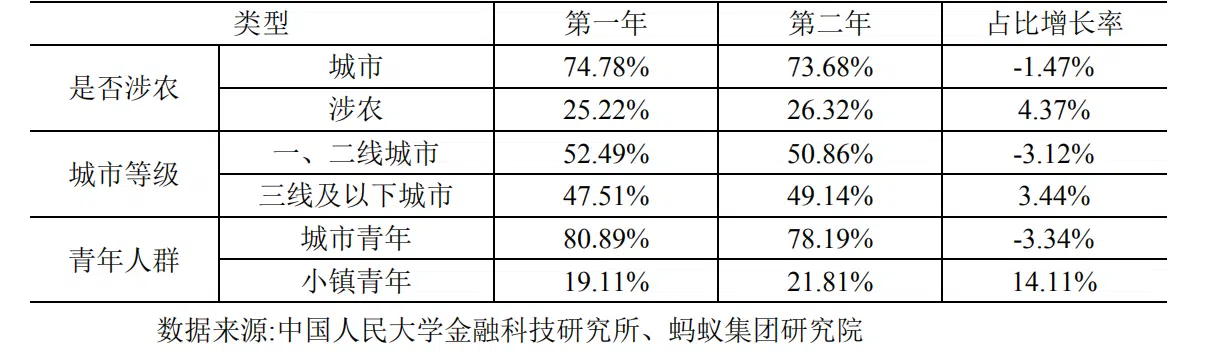 类型 第一年 第二年 占比增长率
是否涉农 城市 74.78% 73.68% -1.47%
涉农 25.22% 26.32% 4.37%
城市等级 一、二线城市 52.49% 50.86% -3.12%
三线及以下城市 47.51% 49.14% 3.44%
青年人群 城市青年 80.89% 78.19% -3.34%
小镇青年 19.11% 21.81% 14.11%
数据来源:中国人民大学金融科技研究所、蚂蚁集团研究院